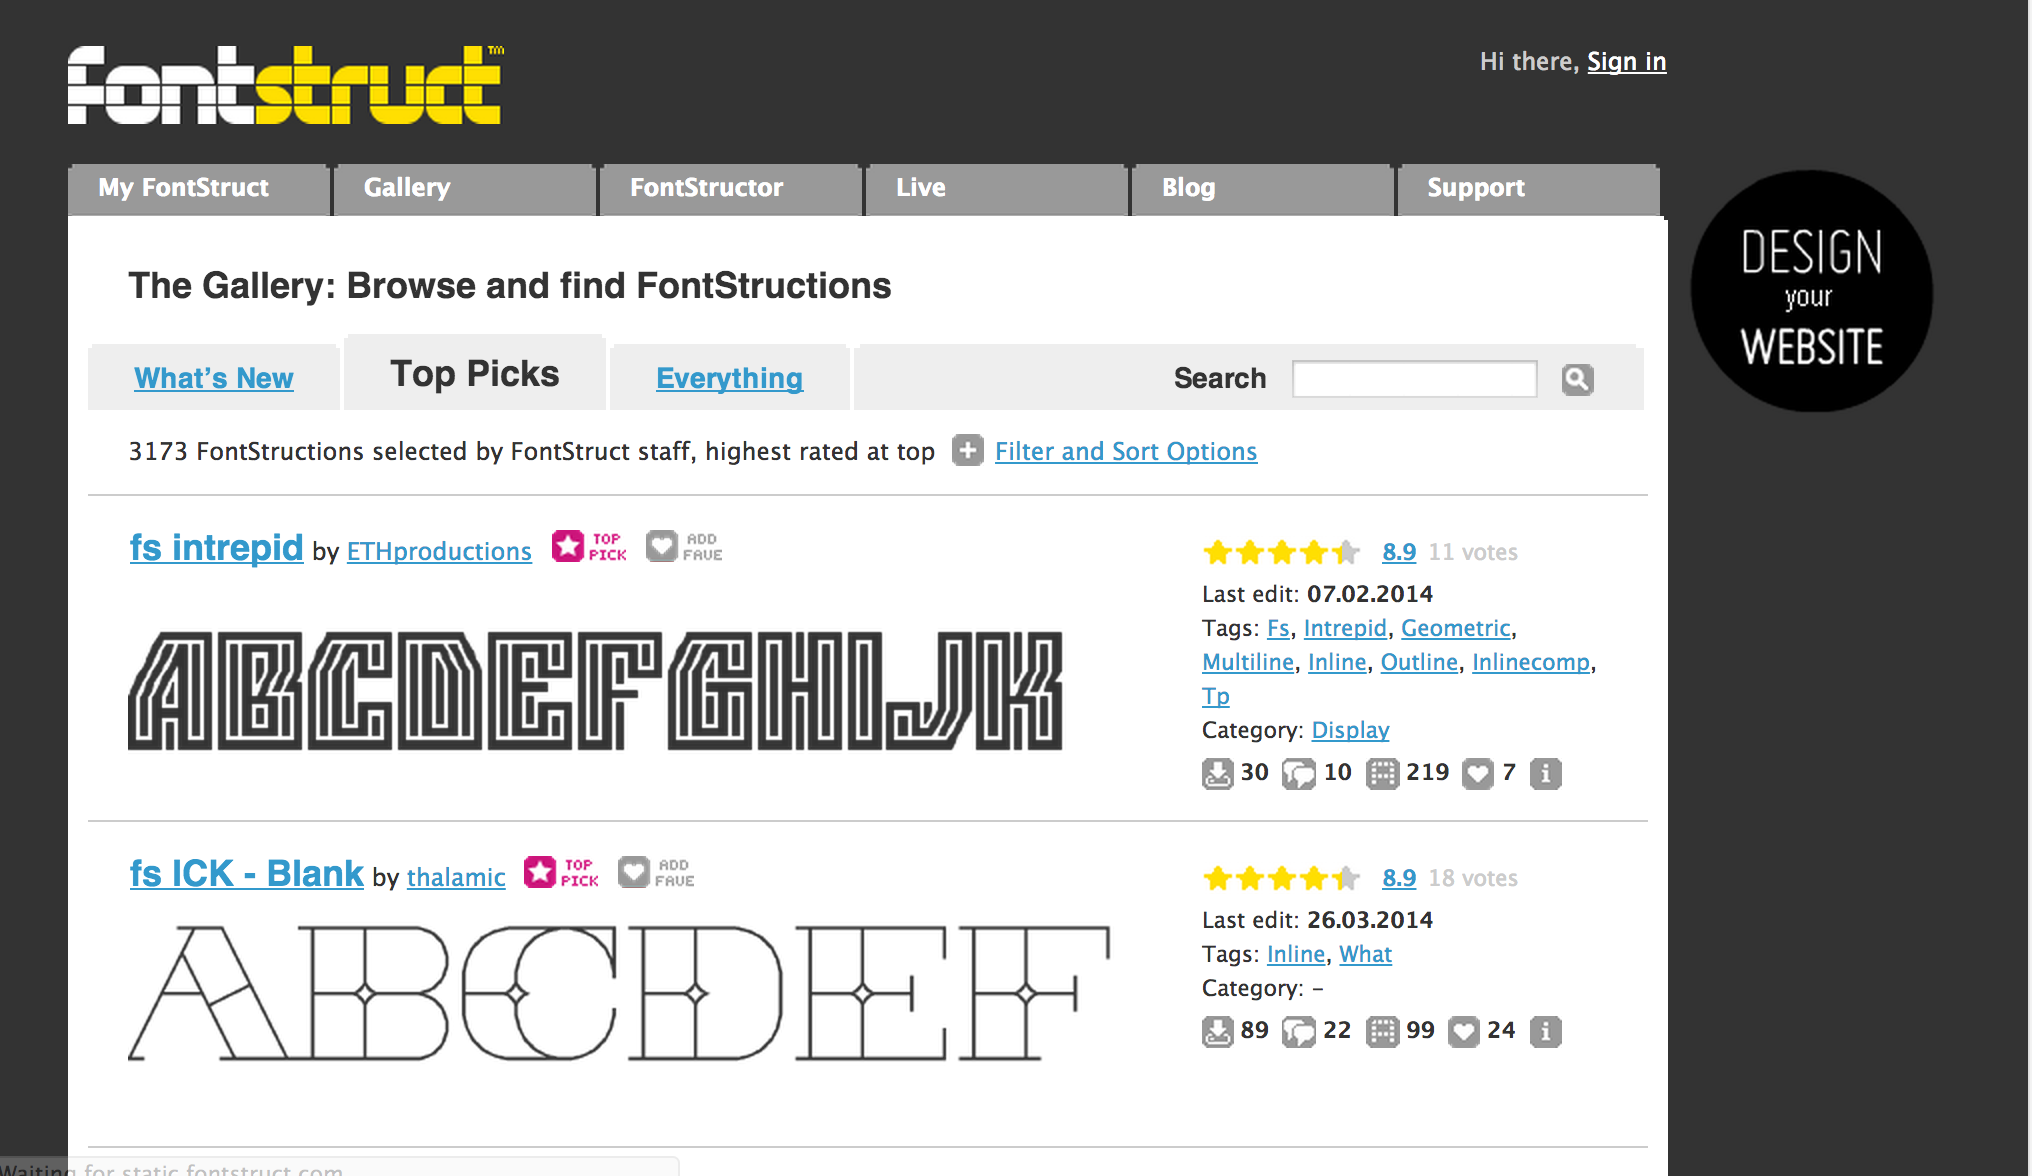 fontstruct™
Hi there, Sign in
My FontStruct Gallery FontStructor Live Blog Support
DESIGN
your
WEBSITE
The Gallery: Browse and find FontStructions
What's New Top Picks Everything Search
3173 FontStructions selected by FontStruct staff, highest rated at top Filter and Sort Options
fs intrepid by ETHproductions TOP PICK ADD FAVE
ABCDEFGHIJK
8.9 11 votes
Last edit: 07.02.2014
Tags: Fs, Intrepid, Geometric,
Multiline, Inline, Outline, Inlinecomp,
Tp
Category: Display
30 10 219 7
fs ICK - Blank by thalamic TOP PICK ADD FAVE
ABCDEF
8.9 18 votes
Last edit: 26.03.2014
Tags: Inline, What
Category: –
89 22 99 24
Waiting for static.fontstruct.com